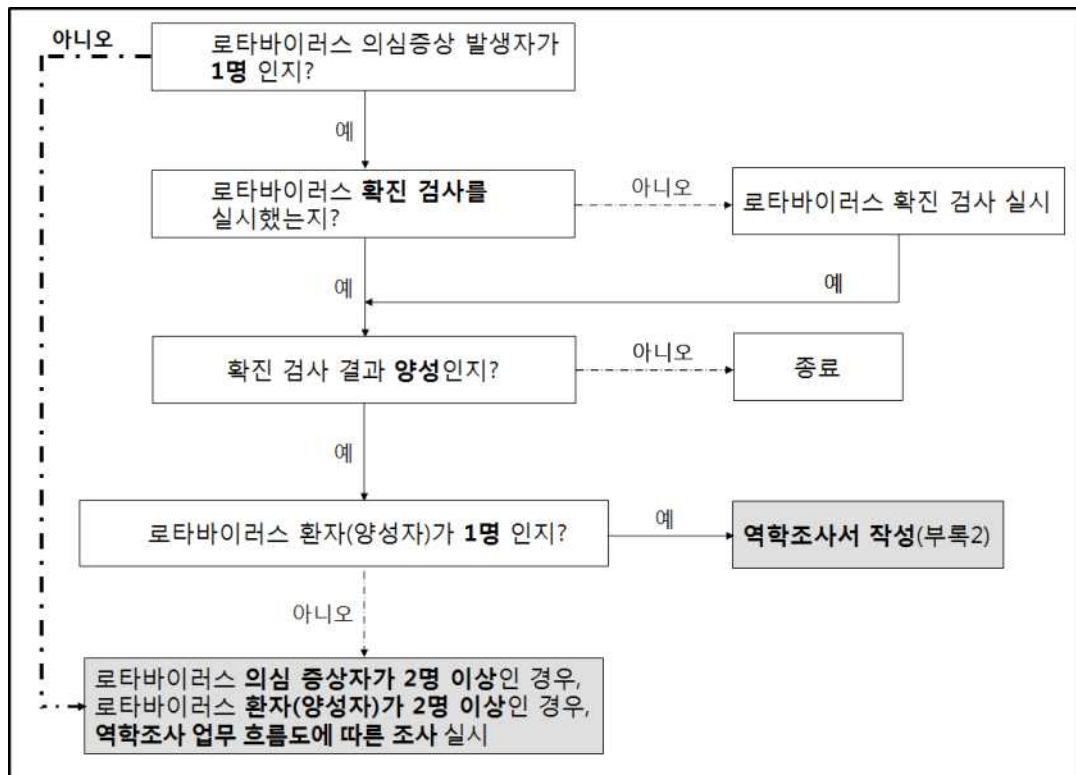 아니오
로타바이러스 의심증상 발생자가
1명 인지?
예
로타바이러스 확진 검사를
실시했는지?
아니오
로타바이러스 확진 검사 실시
예
예
확진 검사 결과 양성인지?
아니오
종료
예
로타바이러스 환자(양성자)가 1명 인지?
예
역학조사서 작성(부록2)
아니오
로타바이러스 의심 증상자가 2명 이상인 경우,
로타바이러스 환자(양성자)가 2명 이상인 경우,
역학조사 업무 흐름도에 따른 조사 실시